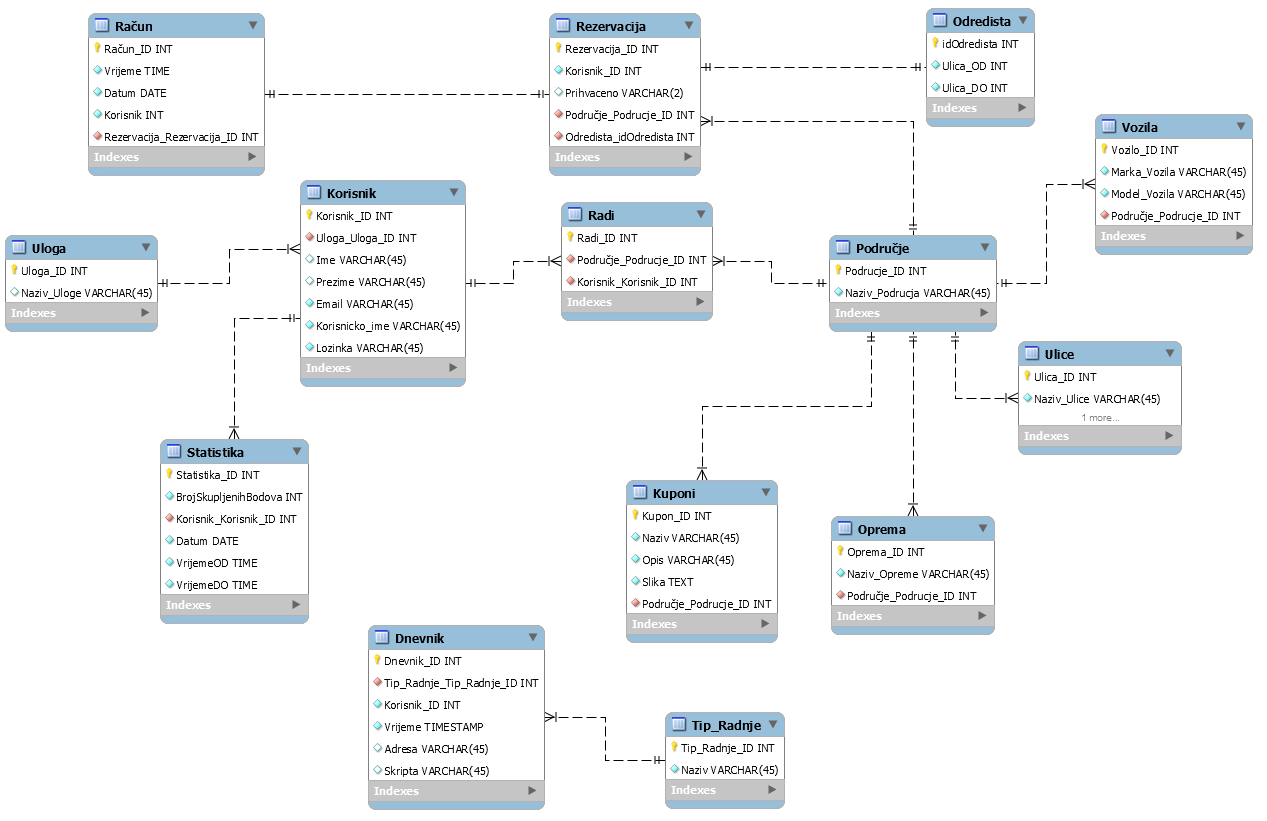 Račun
Račun_ID INT
Vrijeme TIME
Datum DATE
Korisnik INT
Rezervacija_Rezervacija_ID INT
Indexes
Rezervacija
Rezervacija_ID INT
Korisnik_ID INT
Prihvaceno VARCHAR(2)
Područje_Podrucje_ID INT
Odredista_idOdredista INT
Indexes
Odredista
idOdredista INT
Ulica_OD INT
Ulica_DO INT
Indexes
Vozila
Vozilo_ID INT
Marka_Vozila VARCHAR(45)
Model_Vozila VARCHAR(45)
Područje_Podrucje_ID INT
Indexes
Korisnik
Korisnik_ID INT
Uloga_Uloga_ID INT
Ime VARCHAR(45)
Prezime VARCHAR(45)
Email VARCHAR(45)
Korisnicko_ime VARCHAR(45)
Lozinka VARCHAR(45)
Indexes
Radi
Radi_ID INT
Područje_Podrucje_ID INT
Korisnik_Korisnik_ID INT
Indexes
Uloga
Uloga_ID INT
Naziv_Uloge VARCHAR(45)
Indexes
Područje
Podrucje_ID INT
Naziv_Podrucja VARCHAR(45)
Indexes
Ulice
Ulica_ID INT
Naziv_Ulice VARCHAR(45)
1 more...
Indexes
Statistika
Statistika_ID INT
BrojSkupljenihBodova INT
Korisnik_Korisnik_ID INT
Datum DATE
VrijemeOD TIME
VrijemeDO TIME
Indexes
Kuponi
Kupon_ID INT
Naziv VARCHAR(45)
Opis VARCHAR(45)
Slika TEXT
Područje_Podrucje_ID INT
Indexes
Oprema
Oprema_ID INT
Naziv_Opreme VARCHAR(45)
Područje_Podrucje_ID INT
Indexes
Dnevnik
Dnevnik_ID INT
Tip_Radnje_Tip_Radnje_ID INT
Korisnik_ID INT
Vrijeme TIMESTAMP
Adresa VARCHAR(45)
Skripta VARCHAR(45)
Indexes
Tip_Radnje
Tip_Radnje_ID INT
Naziv VARCHAR(45)
Indexes